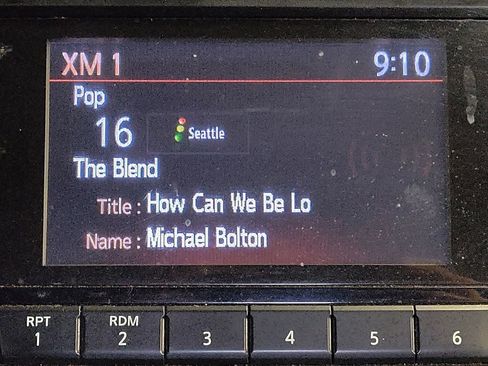 XM 1 9:10
Pop
16 Seattle
The Blend
Title : How Can We Be Lo
Name : Michael Bolton
RPT RDM
1 2 3 4 5 6